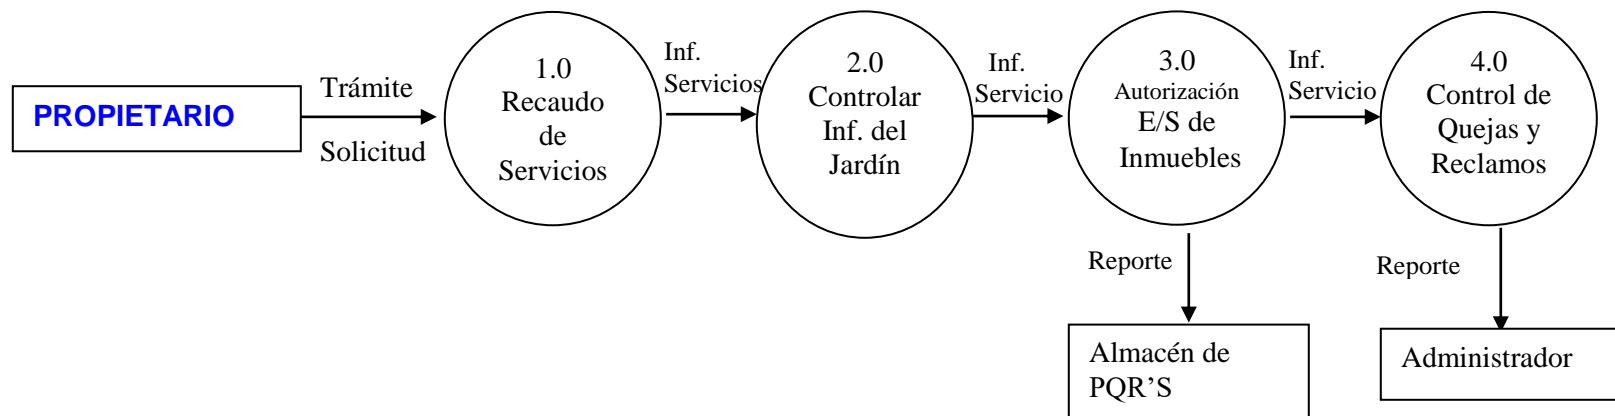 PROPIETARIO
Trámite
Solicitud
1.0
Recaudo
de
Servicios
Inf.
Servicios
2.0
Controlar
Inf. del
Jardín
Inf.
Servicio
3.0
Autorización
E/S de
Inmuebles
Inf.
Servicio
4.0
Control de
Quejas y
Reclamos
Reporte
Reporte
Almacén de
PQR’S
Administrador